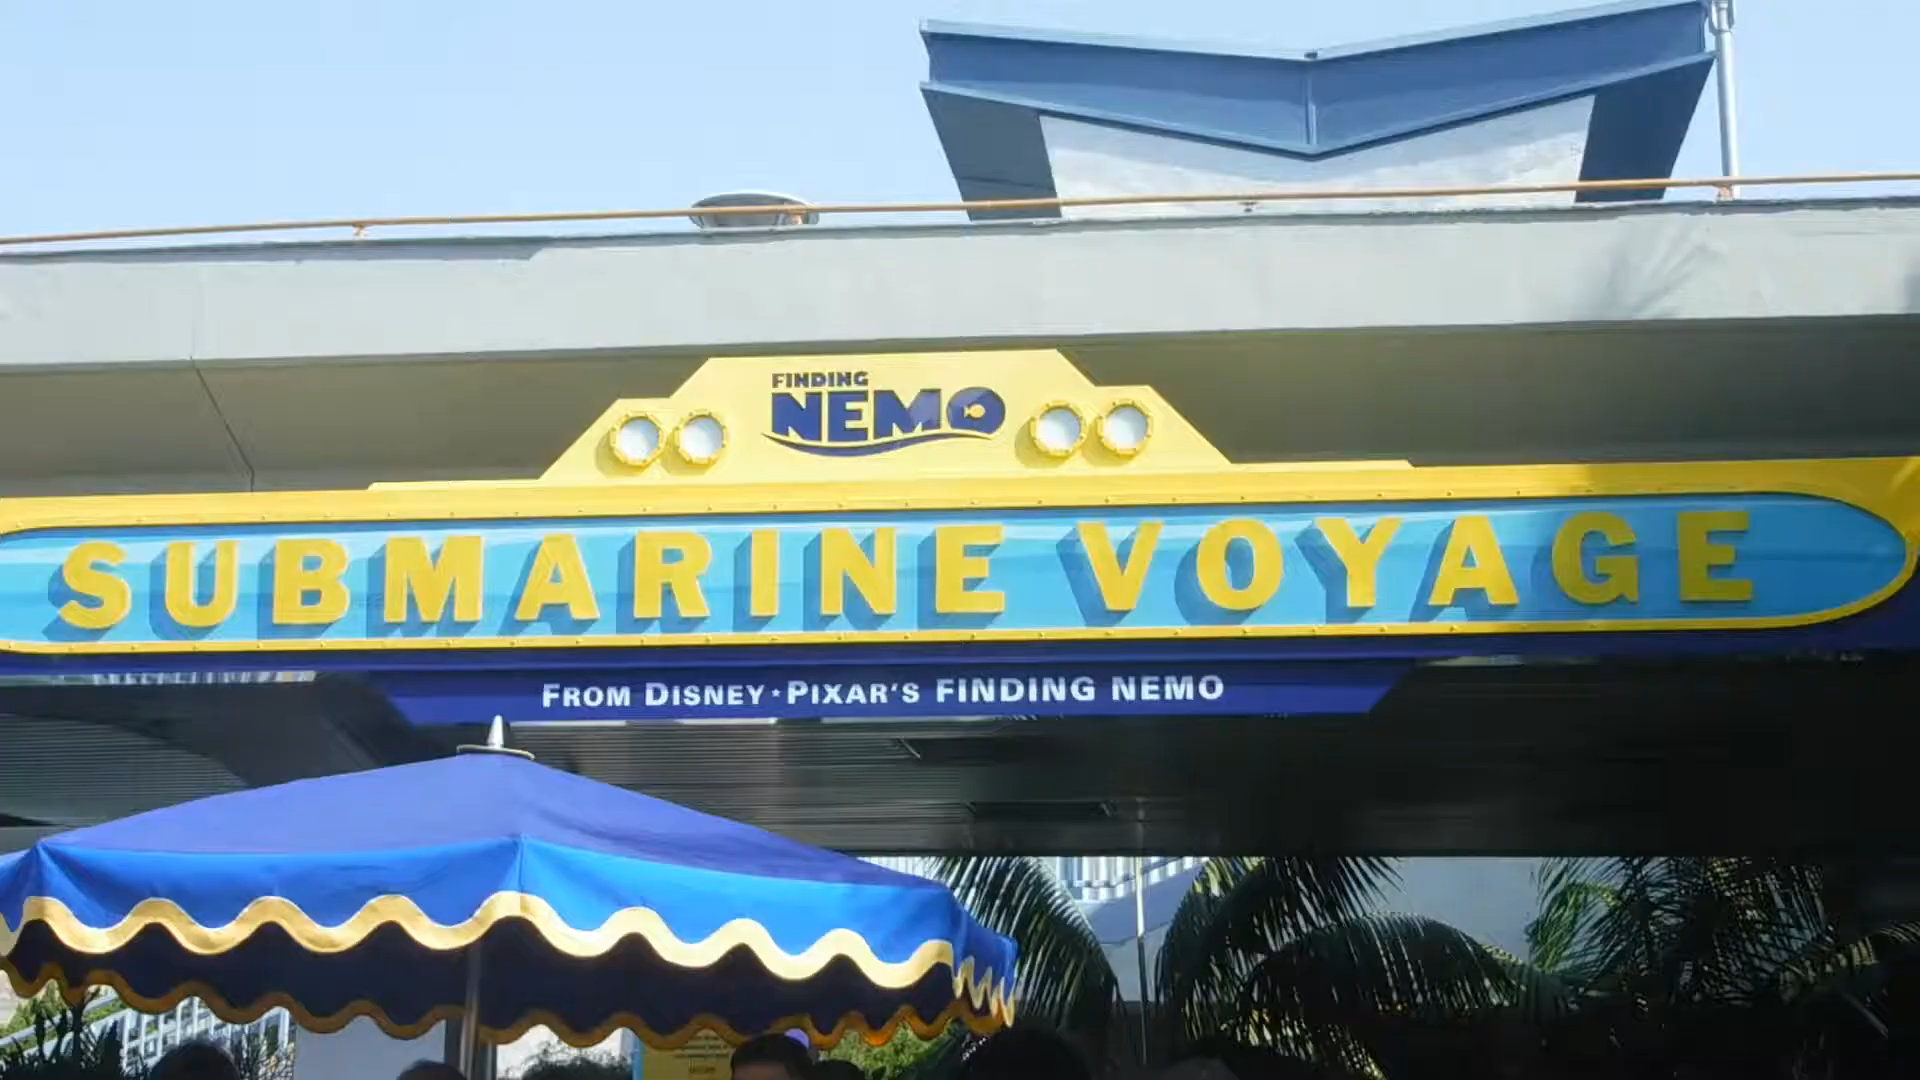 FINDING
NEMO
SUBMARINE VOYAGE
FROM DISNEY·PIXAR'S FINDING NEMO